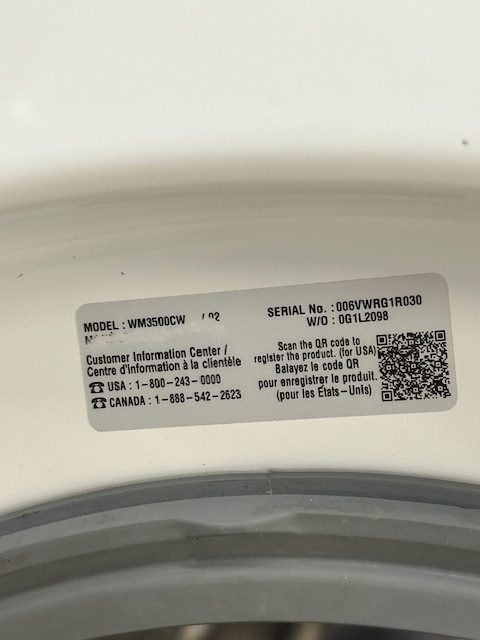 MODEL : WM3500CW / 02
SERIAL No. : 006VWRG1R030
W/O : 0G1L2098
Customer Information Center /
Centre d'information à la clientèle
USA : 1-800-243-0000
CANADA : 1-888-542-2623
Scan the QR code to
register the product. (for USA)
Balayez le code QR
pour enregistrer le produit.
(pour les États-Unis)